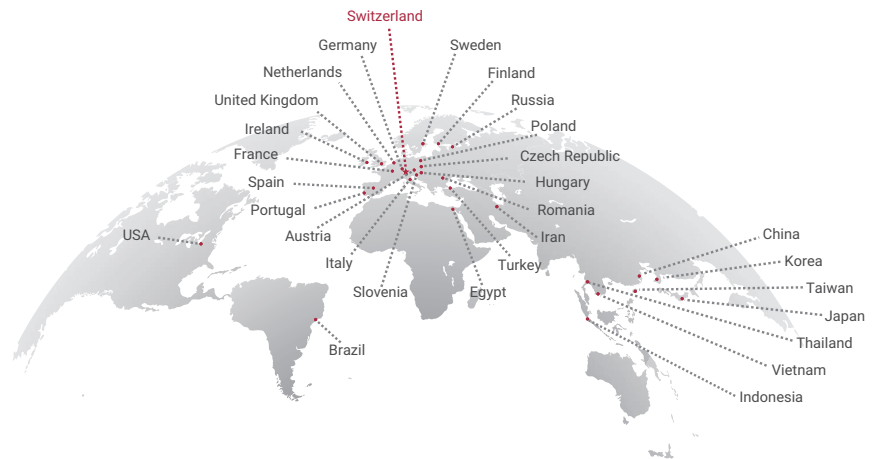 Switzerland
Germany
Sweden
Netherlands
Finland
United Kingdom
Russia
Ireland
Poland
France
Czech Republic
Spain
Hungary
Portugal
Romania
USA
Austria
Iran
China
Italy
Turkey
Korea
Slovenia
Egypt
Taiwan
Japan
Brazil
Thailand
Vietnam
Indonesia